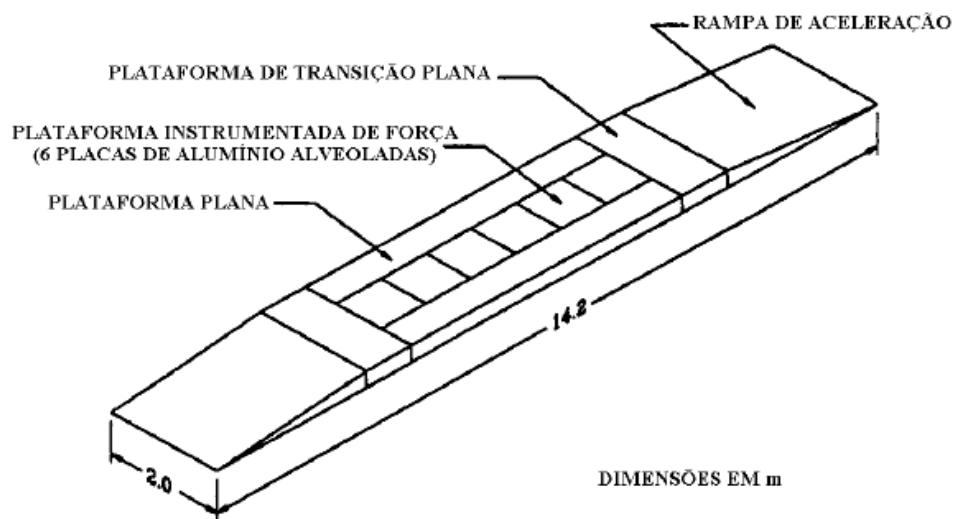 RAMPA DE ACELERAÇÃO
PLATAFORMA DE TRANSIÇÃO PLANA
PLATAFORMA INSTRUMENTADA DE FORÇA
(6 PLACAS DE ALUMÍNIO ALVEOLADAS)
PLATAFORMA PLANA
14.2
2.0
DIMENSÕES EM m